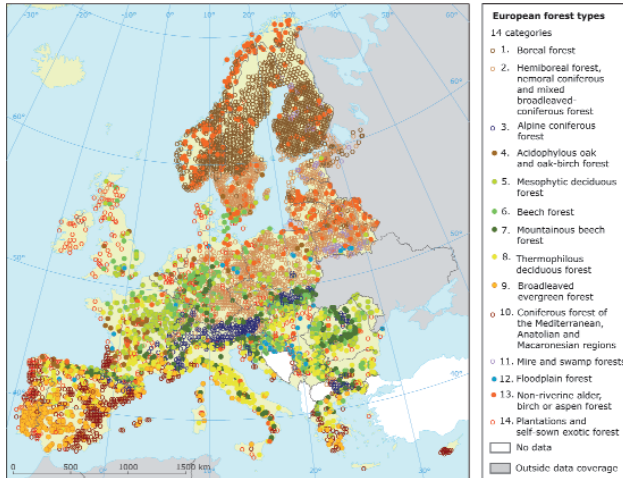 European forest types
14 categories
1. Boreal forest
2. Hemiboreal forest,
nemoral coniferous
and mixed
broadleaved-
coniferous forest
3. Alpine coniferous
forest
4. Acidophylous oak
and oak-birch forest
5. Mesophytic deciduous
forest
6. Beech forest
7. Mountainous beech
forest
8. Thermophilous
deciduous forest
9. Broadleaved
evergreen forest
10. Coniferous forest of
the Mediterranean,
Anatolian and
Macaronesian regions
11. Mire and swamp forests
12. Floodplain forest
13. Non-riverine alder,
birch or aspen forest
14. Plantations and
self-sown exotic forest
No data
Outside data coverage
30°
20°
10°
0°
10°
20°
30°
40°
50°
60°
70°
60°
60°
50°
50°
40°
40°
0°
10°
20°
30°
0 500 1000 1500 km